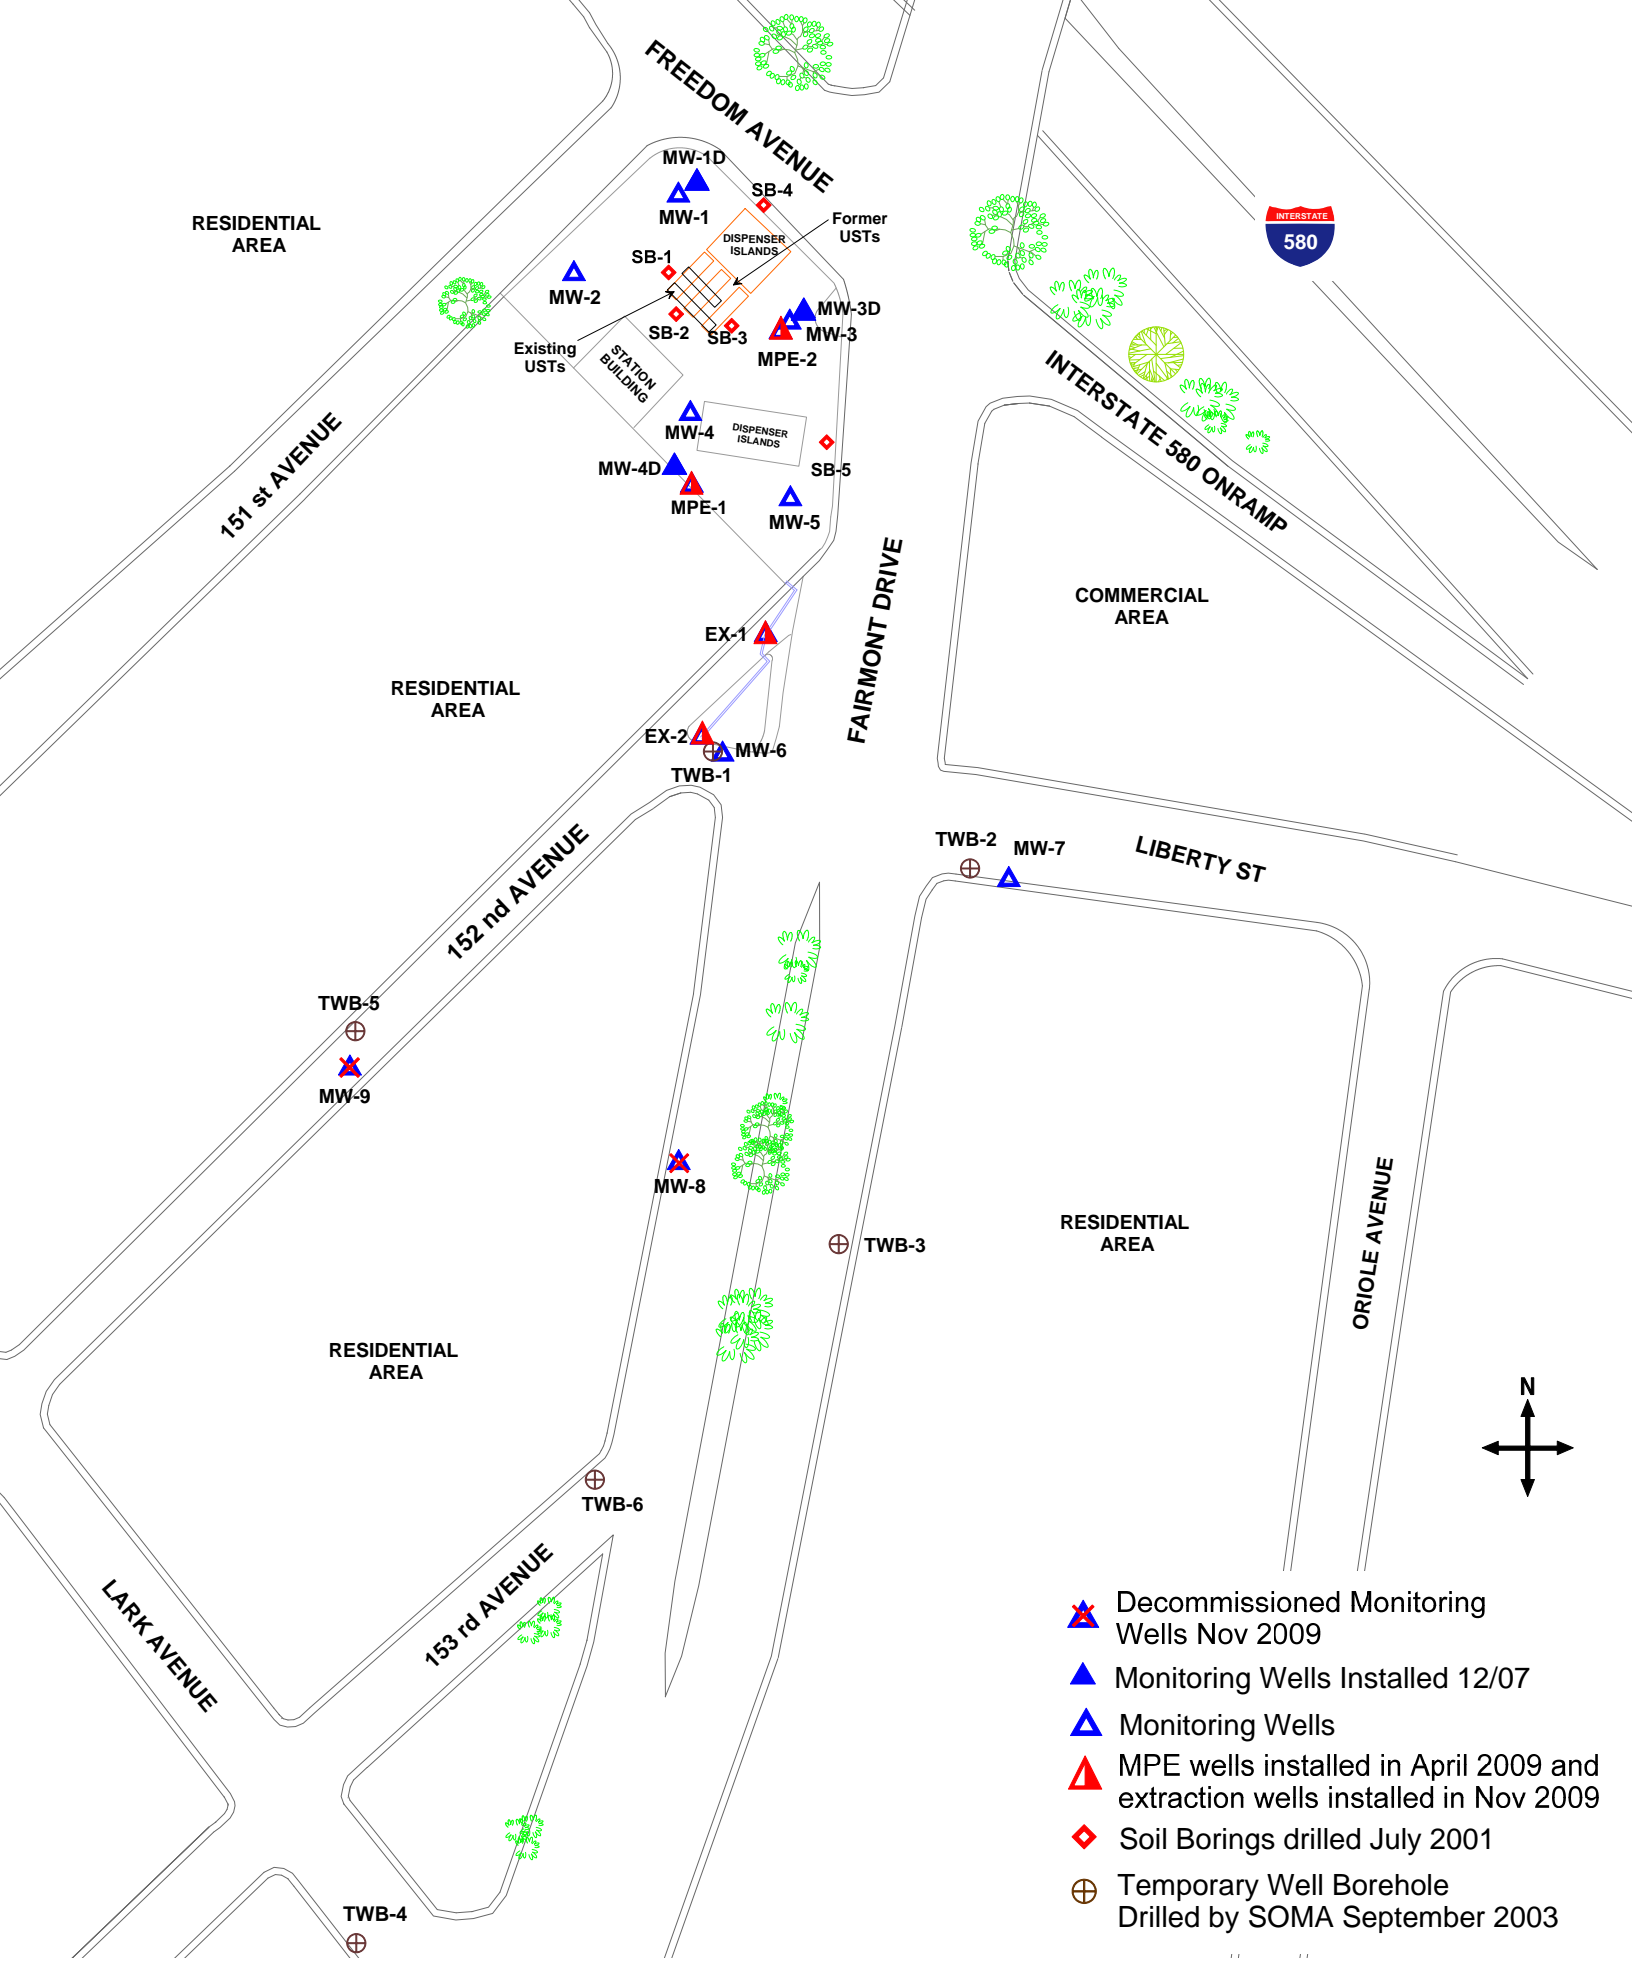 FREEDOM AVENUE
MW-1D
SB-4
MW-1
Former
USTs
RESIDENTIAL
AREA
INTERSTATE
580
DISPENSER
ISLANDS
SB-1
MW-2
MW-3D
SB-2
SB-3
MW-3
MPE-2
Existing
USTs
STATION
BUILDING
INTERSTATE 580 ONRAMP
MW-4
DISPENSER
ISLANDS
MW-4D
SB-5
MPE-1
MW-5
151 st AVENUE
FAIRMONT DRIVE
COMMERCIAL
AREA
EX-1
RESIDENTIAL
AREA
EX-2
MW-6
TWB-1
TWB-2
MW-7
LIBERTY ST
152 nd AVENUE
TWB-5
MW-9
MW-8
TWB-3
RESIDENTIAL
AREA
ORIOLE AVENUE
RESIDENTIAL
AREA
N
TWB-6
LARK AVENUE
153 rd AVENUE
TWB-4
Decommissioned Monitoring
Wells Nov 2009
Monitoring Wells Installed 12/07
Monitoring Wells
MPE wells installed in April 2009 and
extraction wells installed in Nov 2009
Soil Borings drilled July 2001
Temporary Well Borehole
Drilled by SOMA September 2003